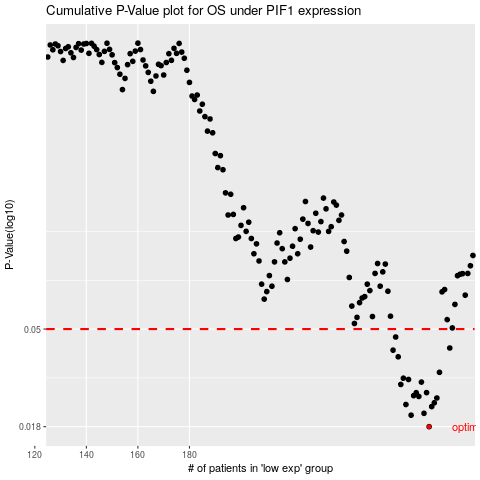 Cumulative P-Value plot for OS under PIF1 expression
P-Value(log10)
0.05
0.018
optim
120 140 160 180
# of patients in 'low exp' group